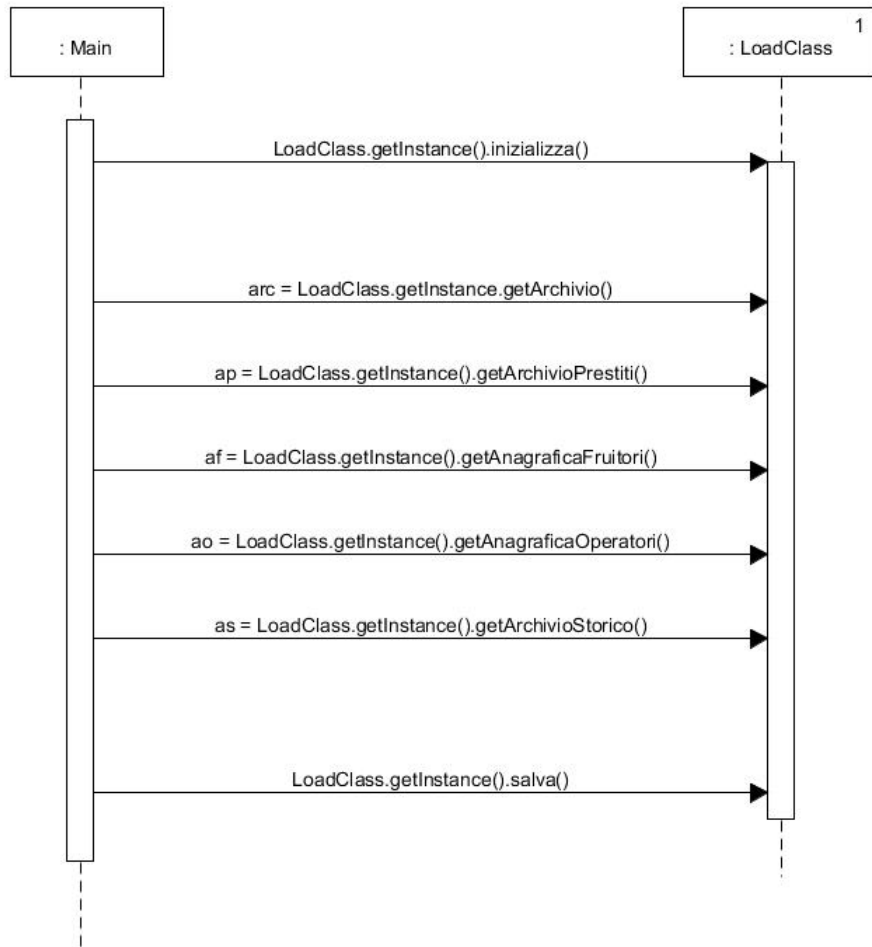 1
: Main
: LoadClass
LoadClass.getInstance().inizializza()
arc = LoadClass.getInstance.getArchivio()
ap = LoadClass.getInstance().getArchivioPrestiti()
af = LoadClass.getInstance().getAnagraficaFruitori()
ao = LoadClass.getInstance().getAnagraficaOperatori()
as = LoadClass.getInstance().getArchivioStorico()
LoadClass.getInstance().salva()